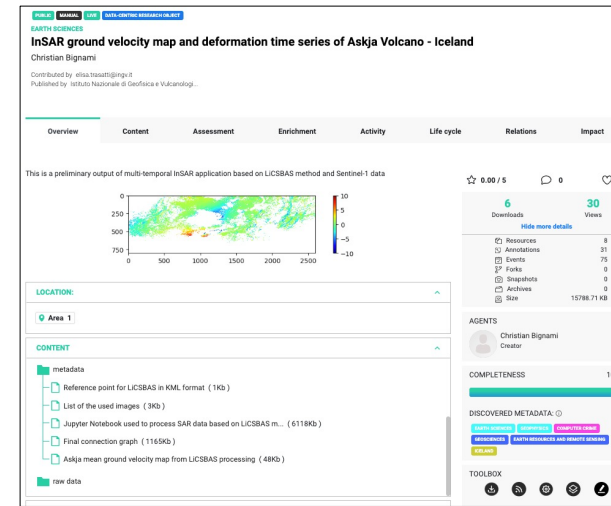 PUBLIC MANUAL LIVE DATA-CENTRIC RESEARCH OBJECT
EARTH SCIENCES
InSAR ground velocity map and deformation time series of Askja Volcano - Iceland
Christian Bignami
Contributed by elisa.trasatti@ingv.it
Published by Istituto Nazionale di Geofisica e Vulcanologi...
Overview Content Assessment Enrichment Activity Life cycle Relations Impact
This is a preliminary output of multi-temporal InSAR application based on LiCSBAS method and Sentinel-1 data
0
250
500
750
0 500 1000 1500 2000 2500
10
5
0
−5
−10
LOCATION:
Area 1
CONTENT
metadata
Reference point for LiCSBAS in KML format ( 1Kb )
List of the used images ( 3Kb )
Jupyter Notebook used to process SAR data based on LiCSBAS m... ( 6118Kb )
Final connection graph ( 1165Kb )
Askja mean ground velocity map from LiCSBAS processing ( 48Kb )
raw data
0.00 / 5 0
6 30
Downloads Views
Hide more details
Resources 8
Annotations 31
Events 75
Forks 0
Snapshots 0
Archives 0
Size 15788.71 KB
AGENTS
Christian Bignami
Creator
COMPLETENESS
DISCOVERED METADATA:
EARTH SCIENCES GEOPHYSICS COMPUTER CRIME
GEOSCIENCES EARTH RESOURCES AND REMOTE SENSING
ICELAND
TOOLBOX